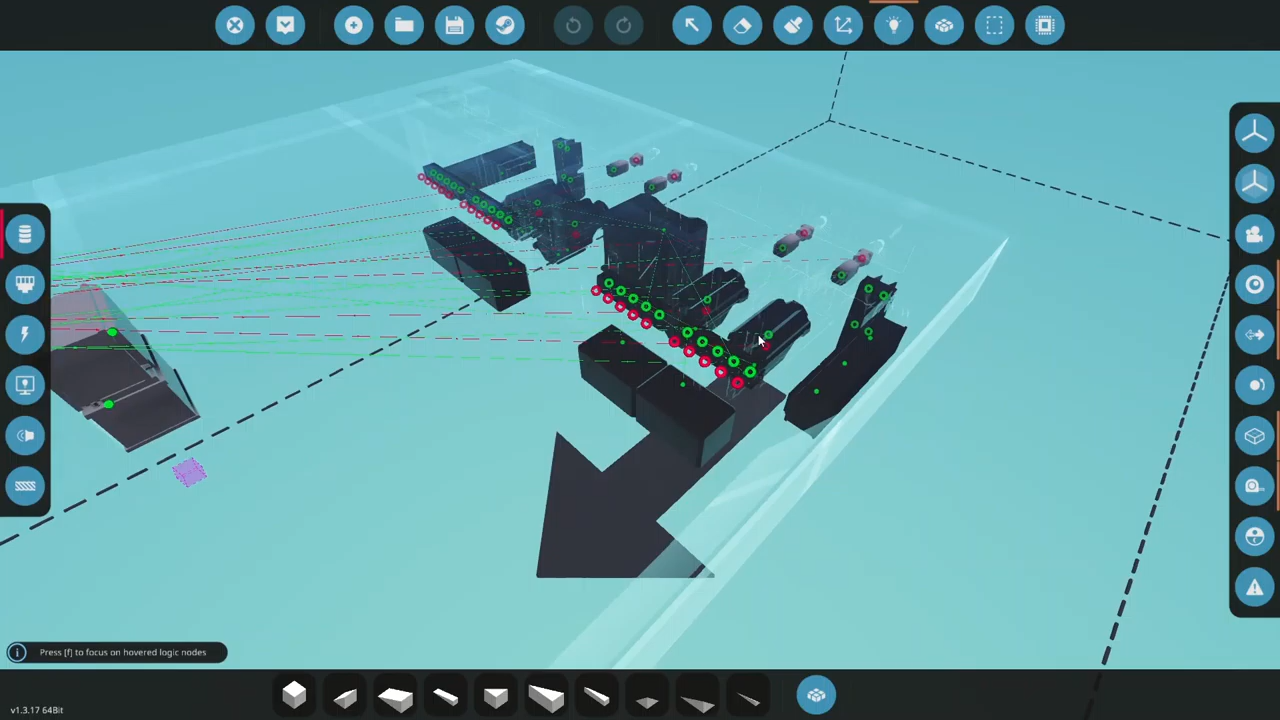 Press [f] to focus on hovered logic nodes
v1.3.17 64Bit